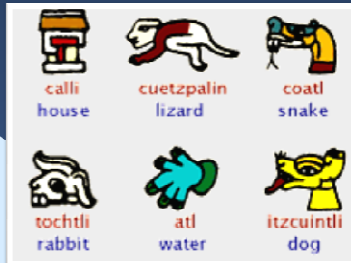 calli cuetzpalin coatl
house lizard snake
tochtli atl itzcuintli
rabbit water dog